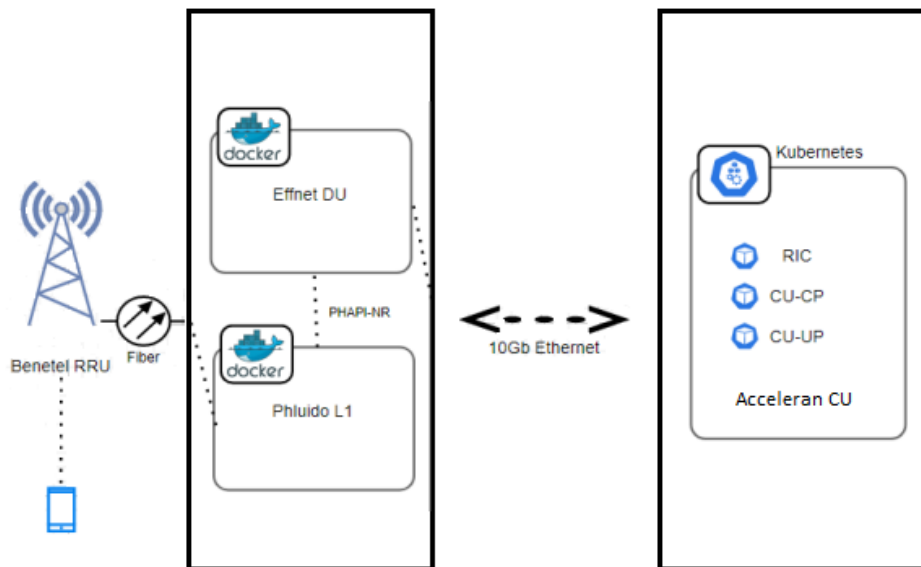 docker
Effnet DU
PHAPI-NR
docker
Phluido L1
Benetel RRU
Fiber
10Gb Ethernet
Kubernetes
RIC
CU-CP
CU-UP
Acceleran CU